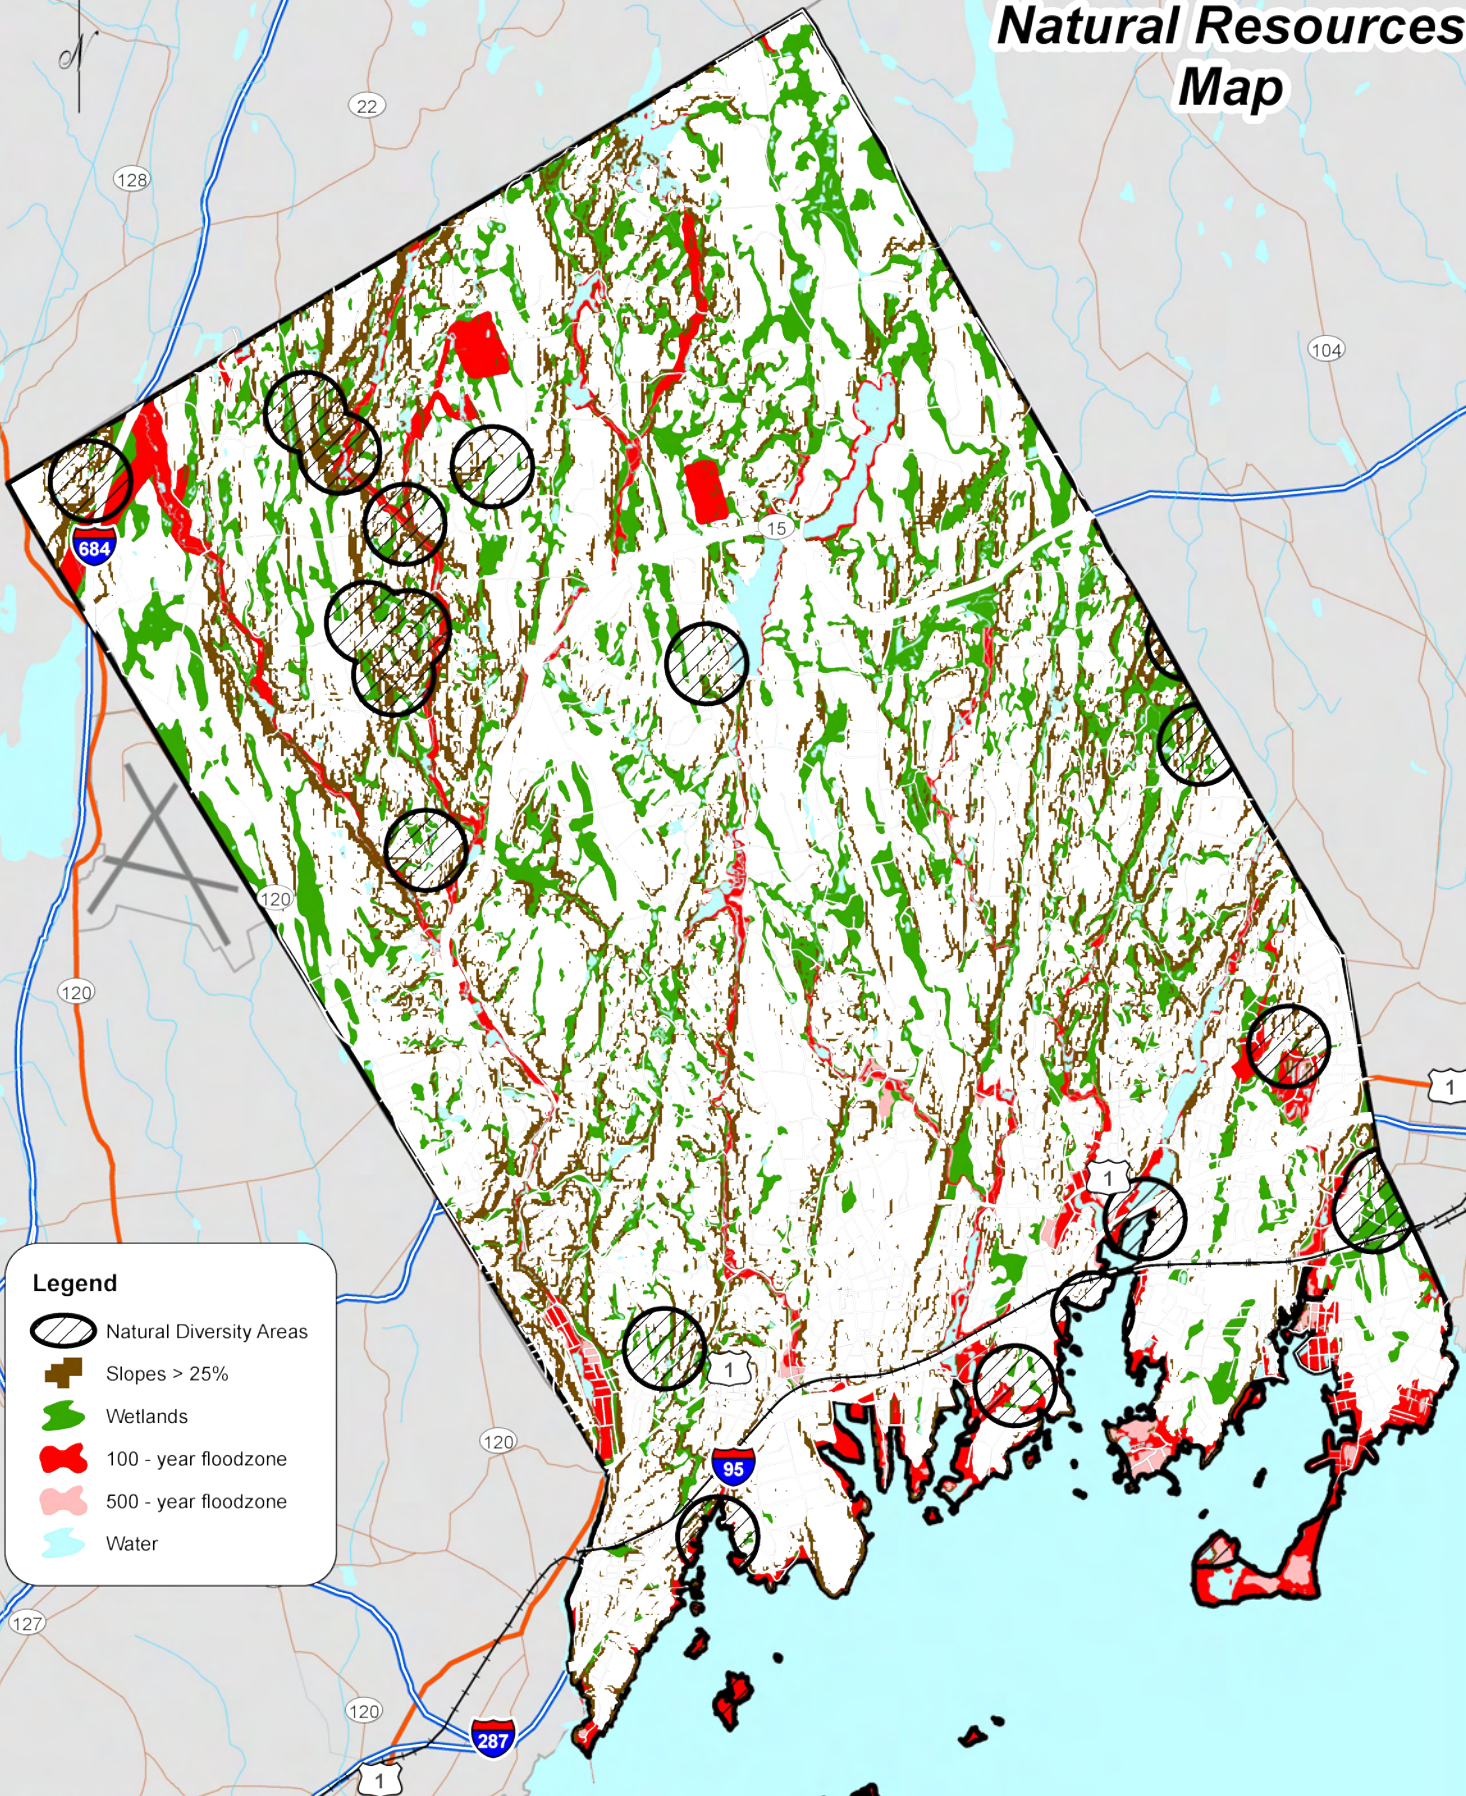 Natural Resources
Map
N
22
128
104
15
684
120
120
1
1
Legend
Natural Diversity Areas
Slopes > 25%
Wetlands
100 - year floodzone
500 - year floodzone
Water
1
120
95
127
120
287
1